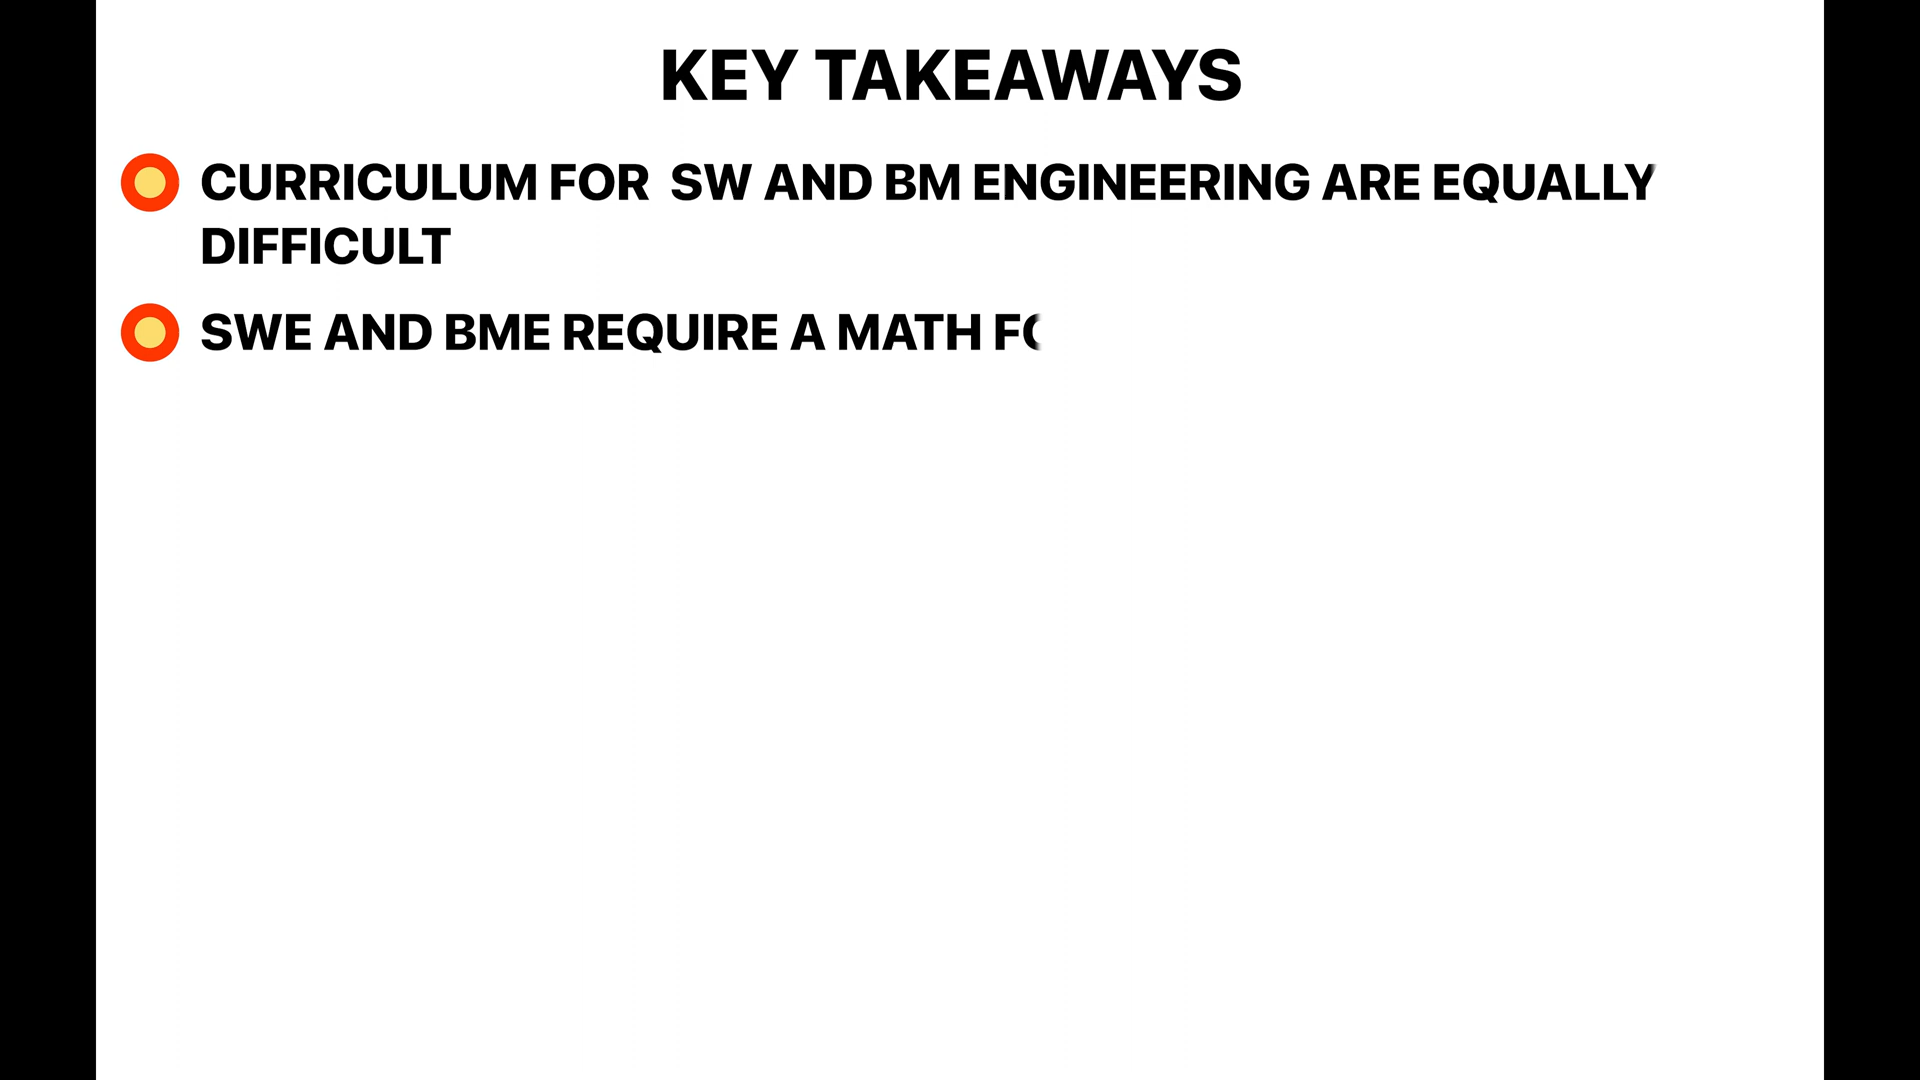 KEY TAKEAWAYS
CURRICULUM FOR SW AND BM ENGINEERING ARE EQUALLY
DIFFICULT
SWE AND BME REQUIRE A MATH